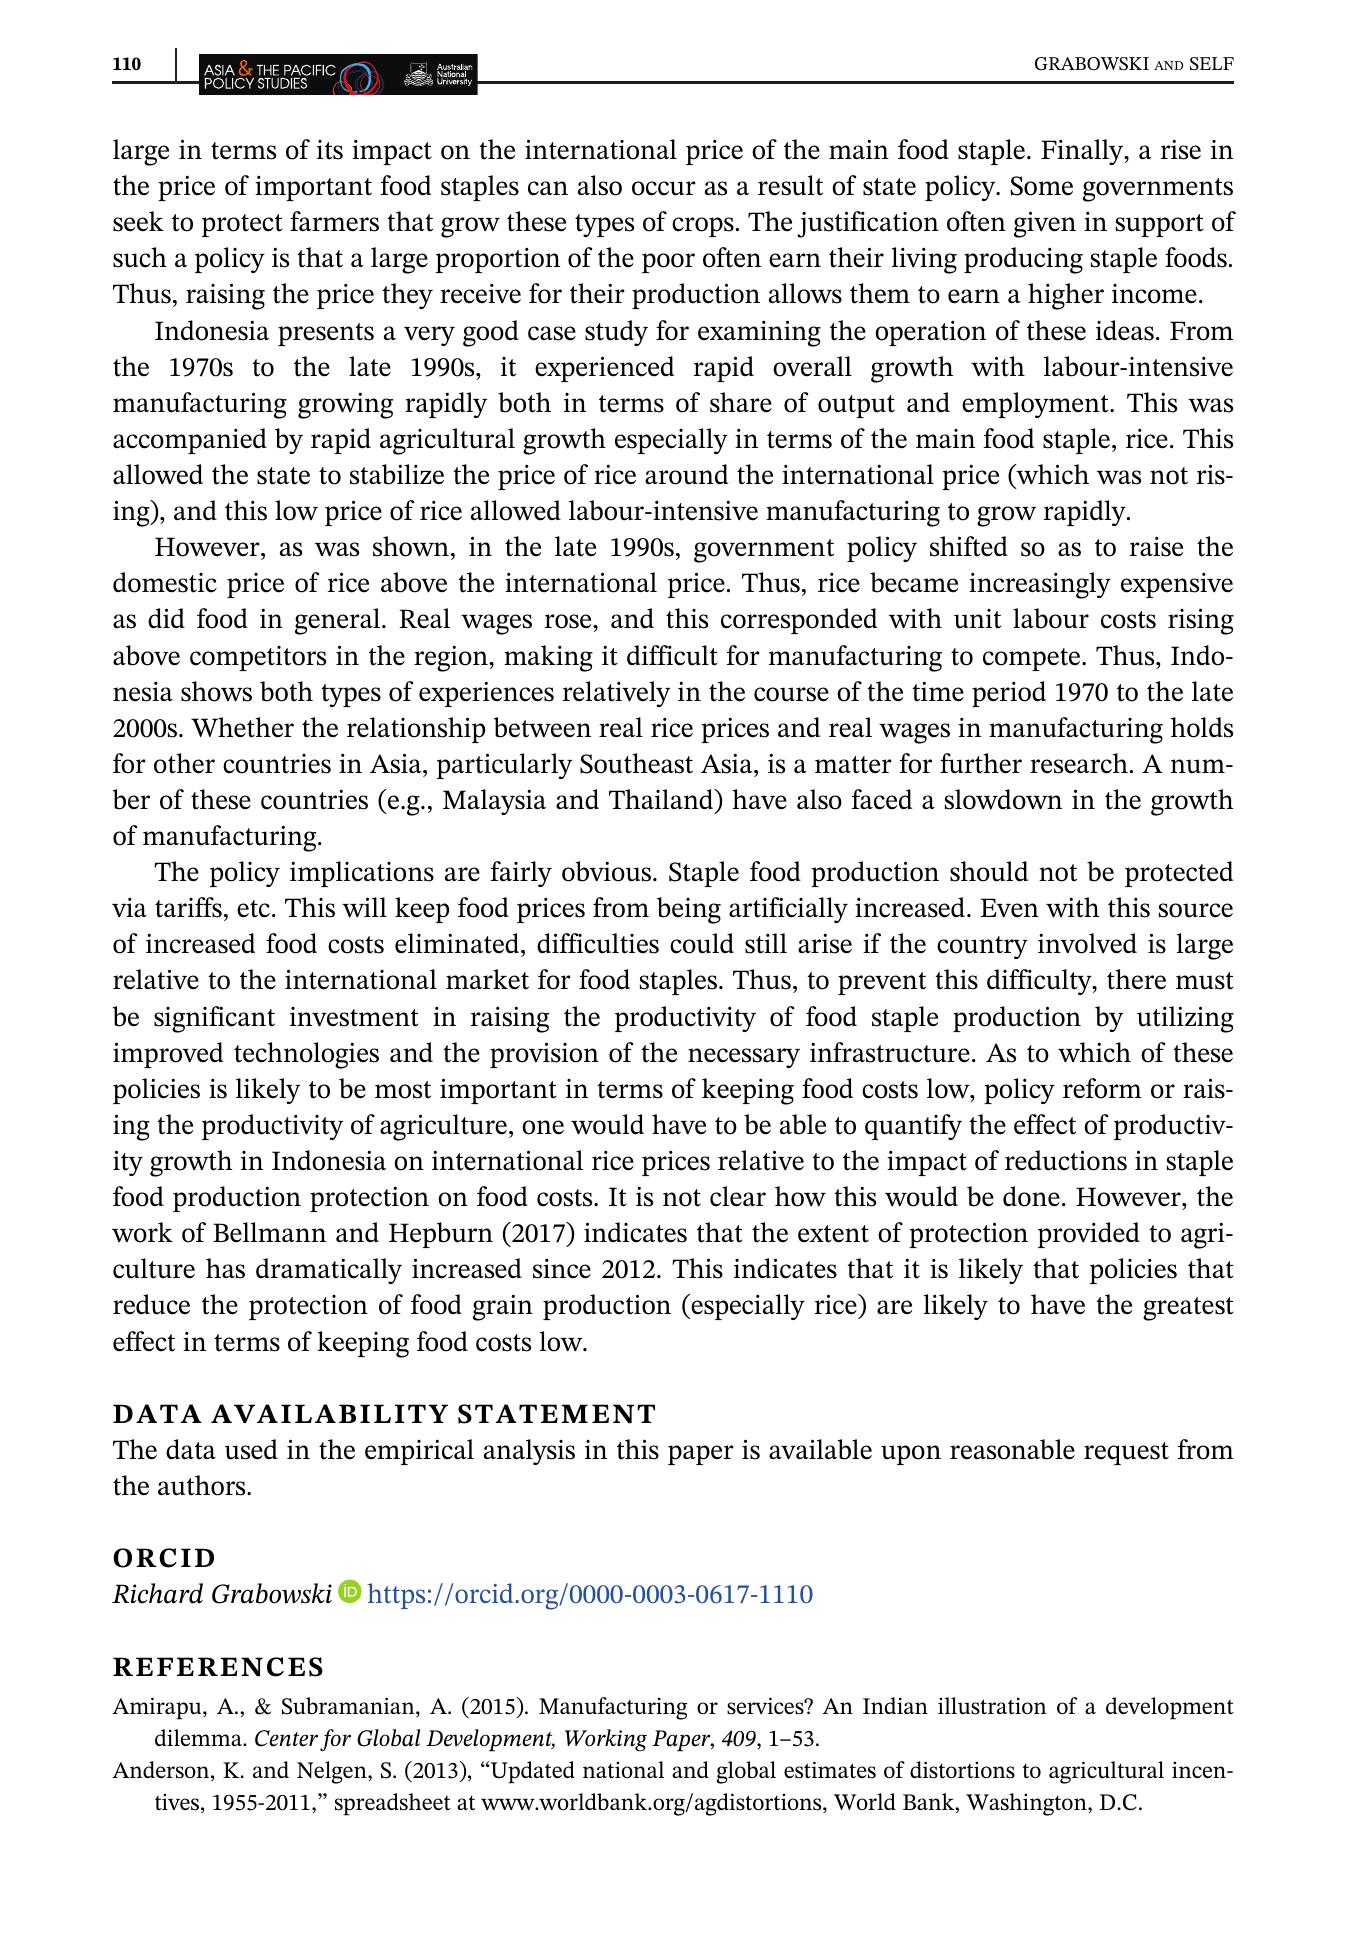 110
ASIA & THE PACIFIC
POLICY STUDIES
Australian
National
University
GRABOWSKI AND SELF
large in terms of its impact on the international price of the main food staple. Finally, a rise in
the price of important food staples can also occur as a result of state policy. Some governments
seek to protect farmers that grow these types of crops. The justification often given in support of
such a policy is that a large proportion of the poor often earn their living producing staple foods.
Thus, raising the price they receive for their production allows them to earn a higher income.
Indonesia presents a very good case study for examining the operation of these ideas. From
the 1970s to the late 1990s, it experienced rapid overall growth with labour-intensive
manufacturing growing rapidly both in terms of share of output and employment. This was
accompanied by rapid agricultural growth especially in terms of the main food staple, rice. This
allowed the state to stabilize the price of rice around the international price (which was not ris-
ing), and this low price of rice allowed labour-intensive manufacturing to grow rapidly.
However, as was shown, in the late 1990s, government policy shifted so as to raise the
domestic price of rice above the international price. Thus, rice became increasingly expensive
as did food in general. Real wages rose, and this corresponded with unit labour costs rising
above competitors in the region, making it difficult for manufacturing to compete. Thus, Indo-
nesia shows both types of experiences relatively in the course of the time period 1970 to the late
2000s. Whether the relationship between real rice prices and real wages in manufacturing holds
for other countries in Asia, particularly Southeast Asia, is a matter for further research. A num-
ber of these countries (e.g., Malaysia and Thailand) have also faced a slowdown in the growth
of manufacturing.
The policy implications are fairly obvious. Staple food production should not be protected
via tariffs, etc. This will keep food prices from being artificially increased. Even with this source
of increased food costs eliminated, difficulties could still arise if the country involved is large
relative to the international market for food staples. Thus, to prevent this difficulty, there must
be significant investment in raising the productivity of food staple production by utilizing
improved technologies and the provision of the necessary infrastructure. As to which of these
policies is likely to be most important in terms of keeping food costs low, policy reform or rais-
ing the productivity of agriculture, one would have to be able to quantify the effect of productiv-
ity growth in Indonesia on international rice prices relative to the impact of reductions in staple
food production protection on food costs. It is not clear how this would be done. However, the
work of Bellmann and Hepburn (2017) indicates that the extent of protection provided to agri-
culture has dramatically increased since 2012. This indicates that it is likely that policies that
reduce the protection of food grain production (especially rice) are likely to have the greatest
effect in terms of keeping food costs low.
DATA AVAILABILITY STATEMENT
The data used in the empirical analysis in this paper is available upon reasonable request from
the authors.
ORCID
Richard Grabowski iD https://orcid.org/0000-0003-0617-1110
REFERENCES
Amirapu, A., & Subramanian, A. (2015). Manufacturing or services? An Indian illustration of a development
dilemma. Center for Global Development, Working Paper, 409, 1–53.
Anderson, K. and Nelgen, S. (2013), “Updated national and global estimates of distortions to agricultural incen-
tives, 1955-2011,” spreadsheet at www.worldbank.org/agdistortions, World Bank, Washington, D.C.